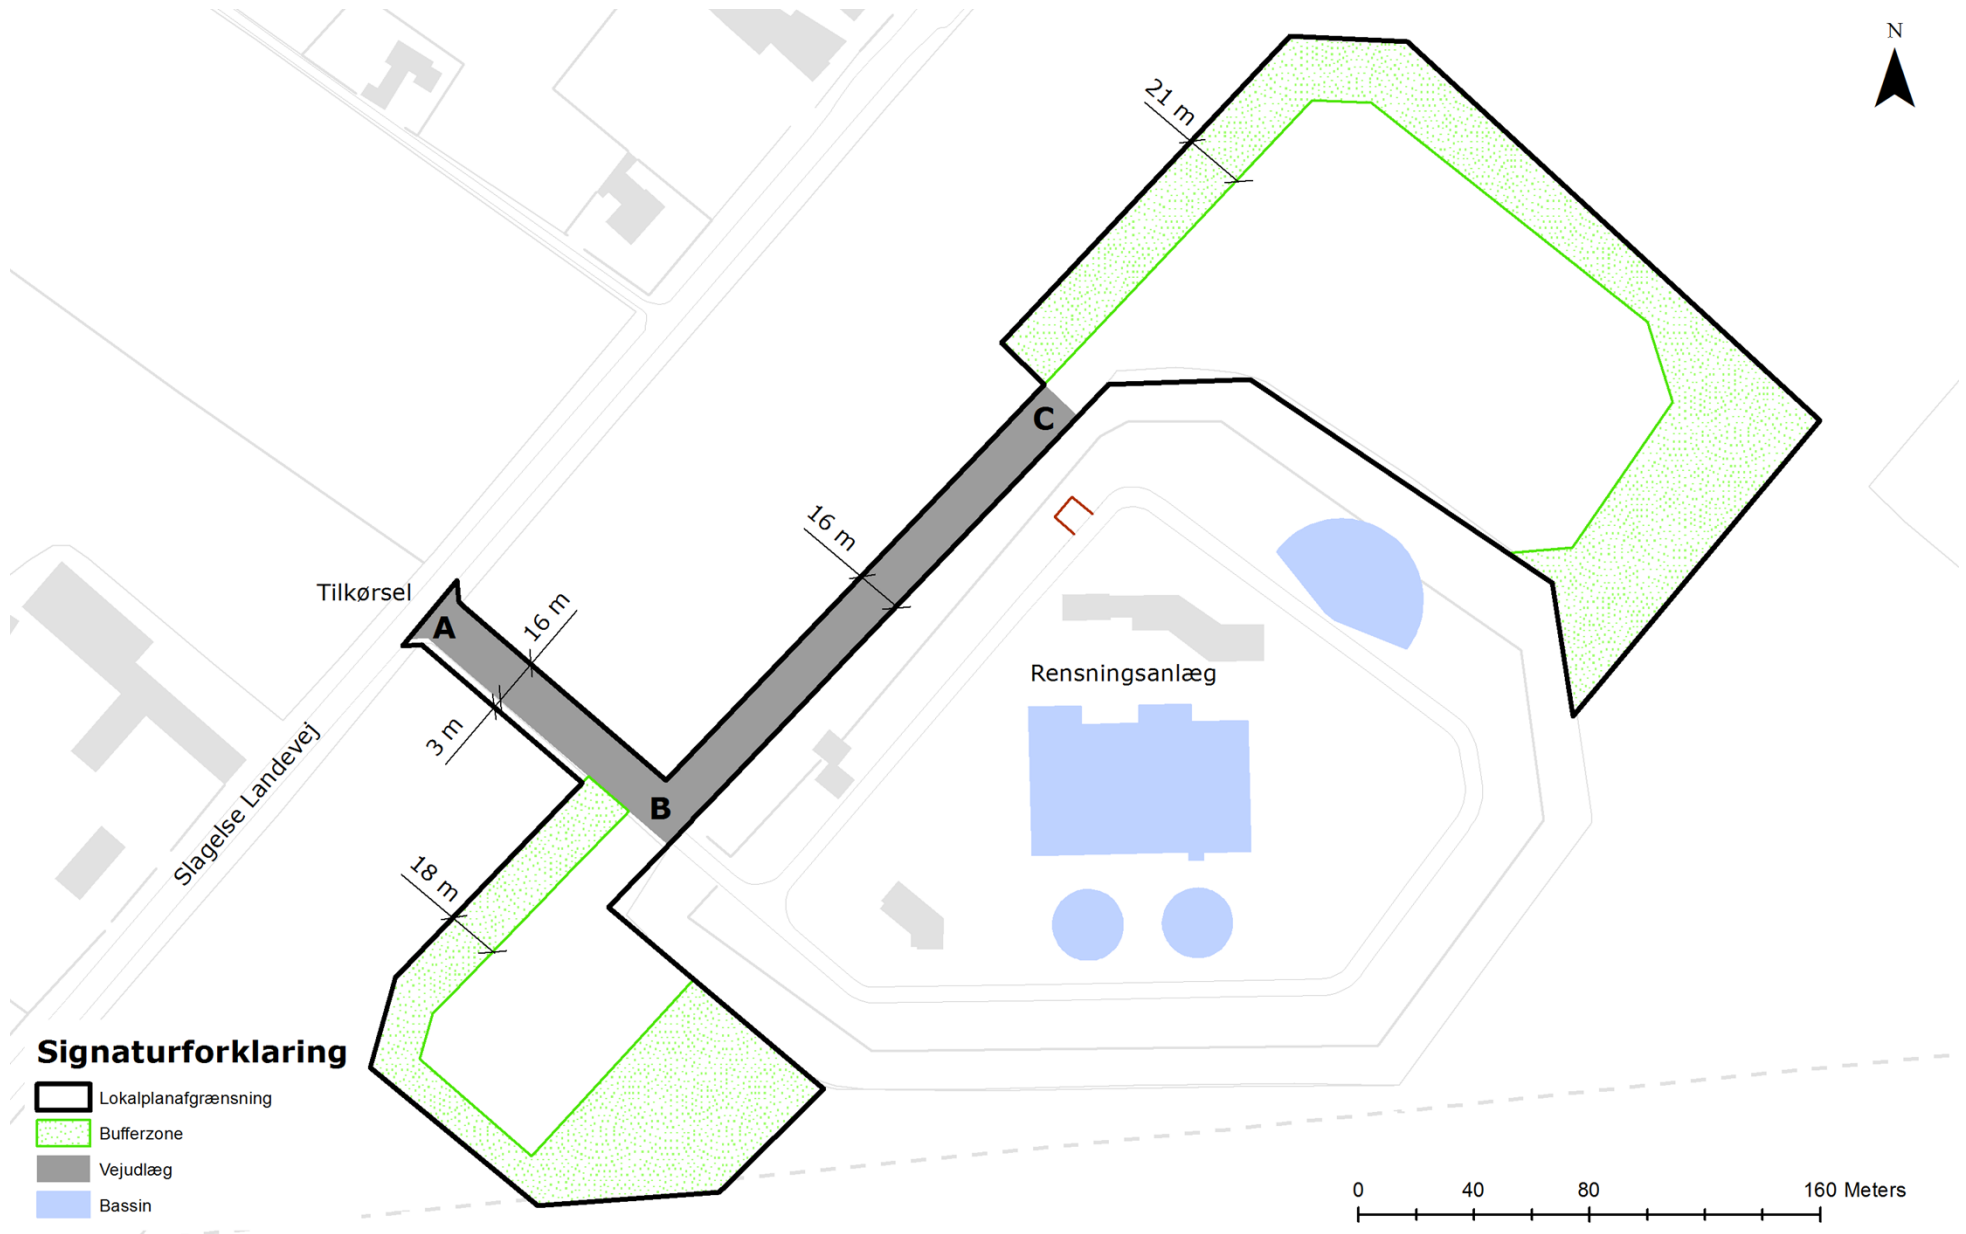 N
21 m
C
16 m
Tilkørsel
A
16 m
Rensningsanlæg
3 m
Slagelse Landevej
B
18 m
Signaturforklaring
Lokalplanafgrænsning
Bufferzone
Vejudlæg
Bassin
0 40 80 160 Meters